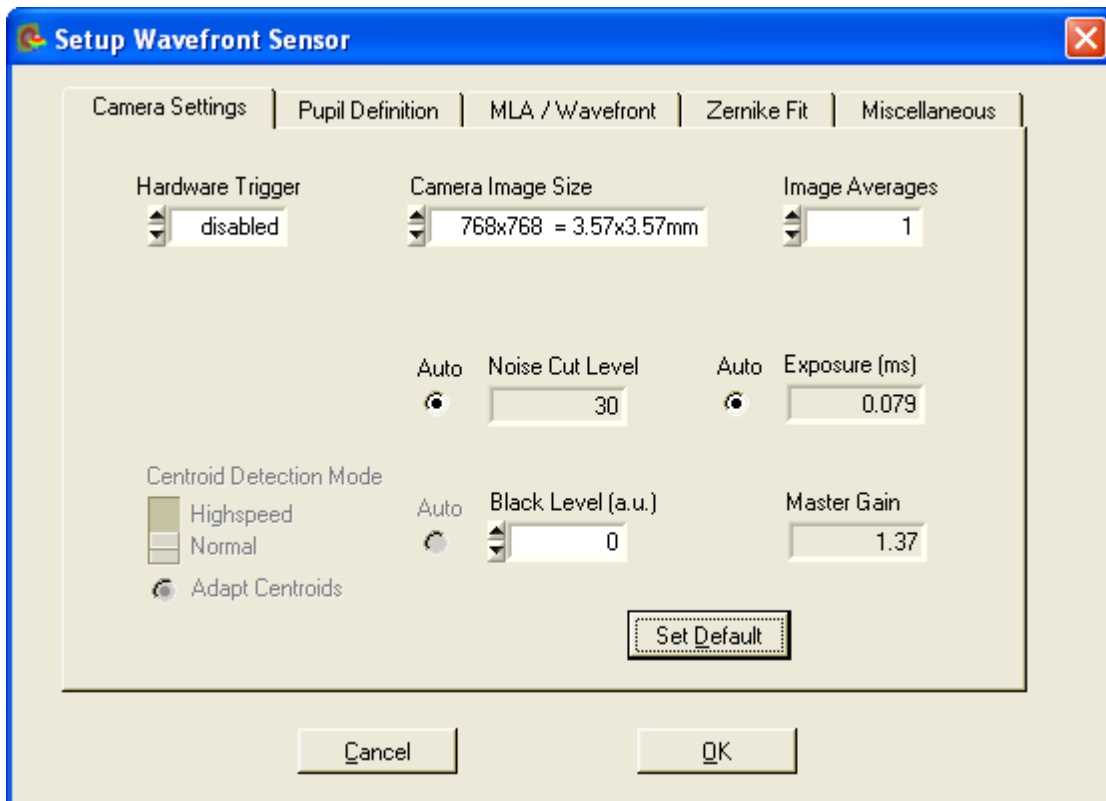 Setup Wavefront Sensor
Camera Settings Pupil Definition MLA / Wavefront Zernike Fit Miscellaneous
Hardware Trigger Camera Image Size Image Averages
disabled 768x768 = 3.57x3.57mm 1
Auto Noise Cut Level Auto Exposure (ms)
30 0.079
Centroid Detection Mode
Highspeed
Normal
Adapt Centroids
Auto Black Level (a.u.) Master Gain
0 1.37
Set Default
Cancel OK